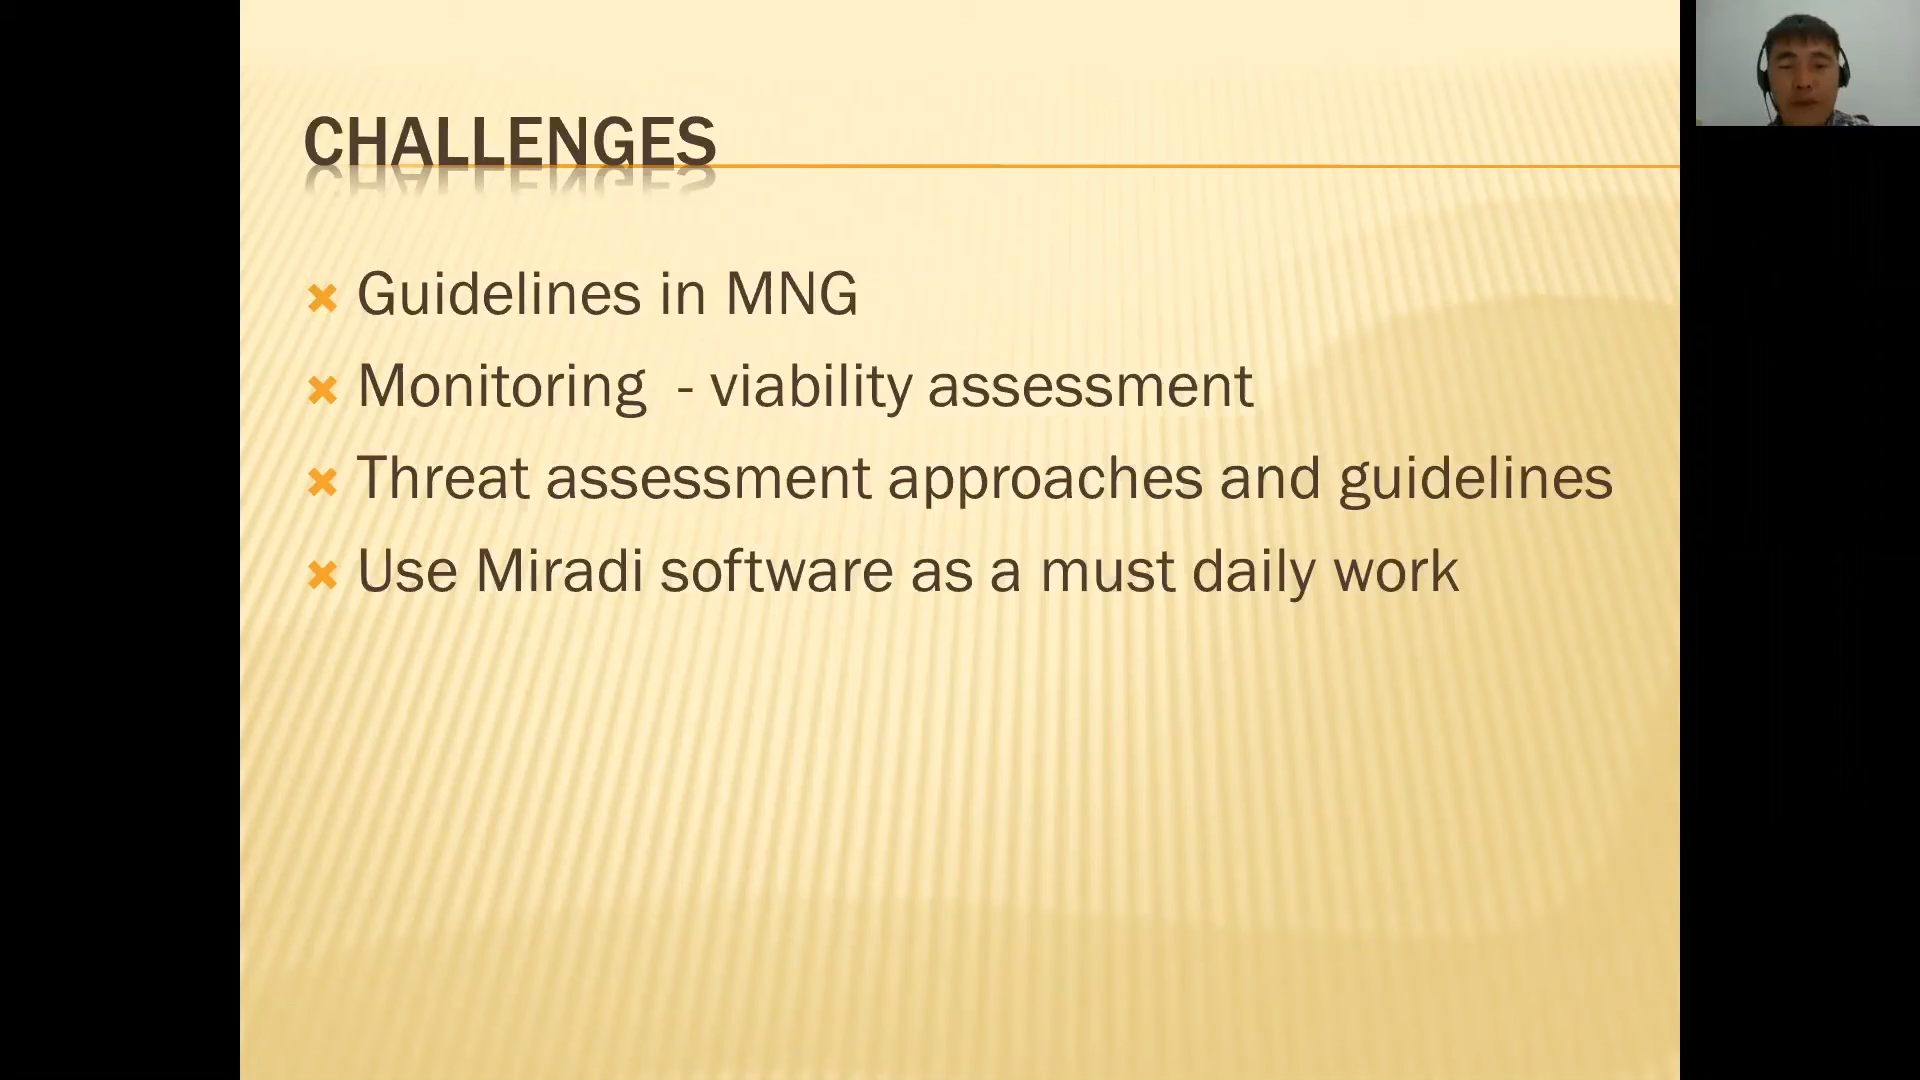 CHALLENGES
Guidelines in MNG
Monitoring  - viability assessment
Threat assessment approaches and guidelines
Use Miradi software as a must daily work